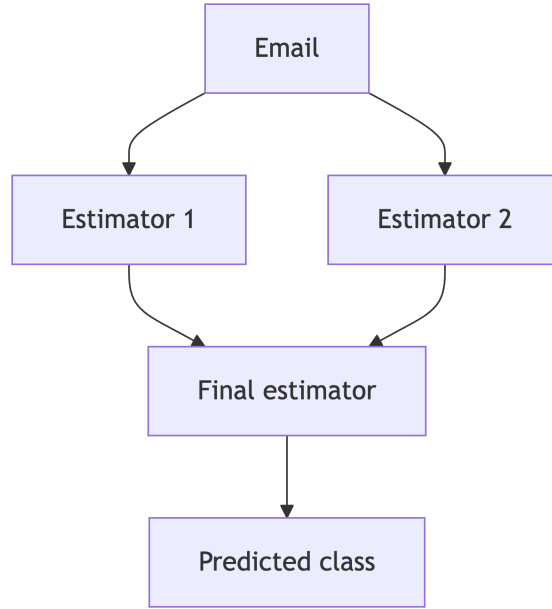 Email
Estimator 1
Estimator 2
Final estimator
Predicted class